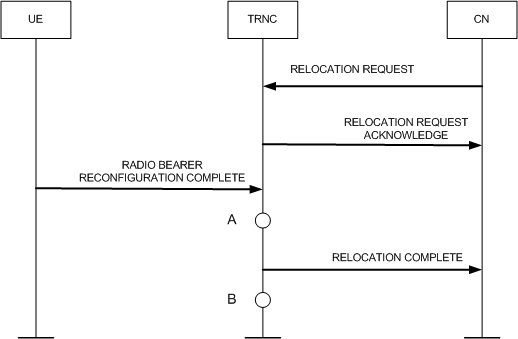 UE
TRNC
CN
RELOCATION REQUEST
RELOCATION REQUEST
ACKNOWLEDGE
RADIO BEARER
RECONFIGURATION COMPLETE
A
RELOCATION COMPLETE
B